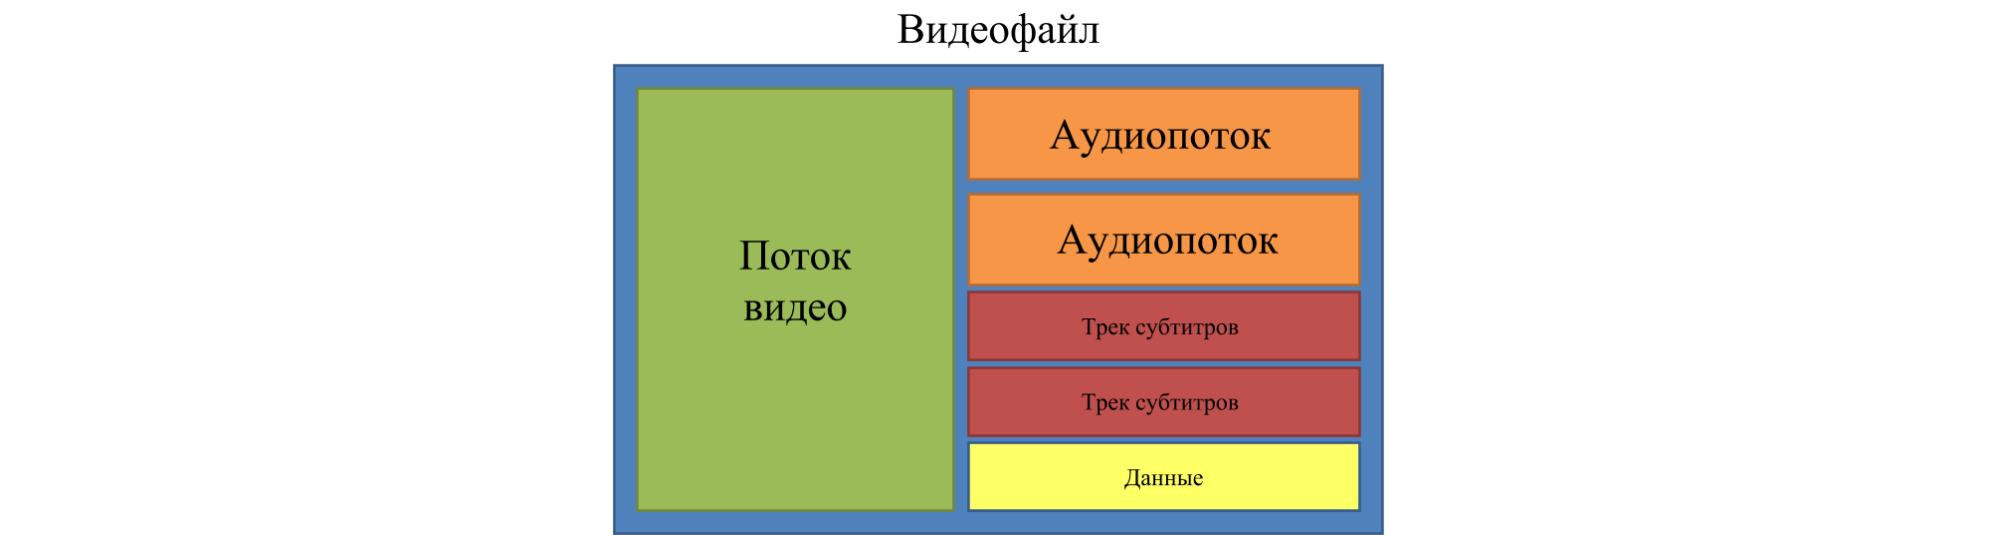 Видеофайл
Поток
видео
Аудиопоток
Аудиопоток
Трек субтитров
Трек субтитров
Данные